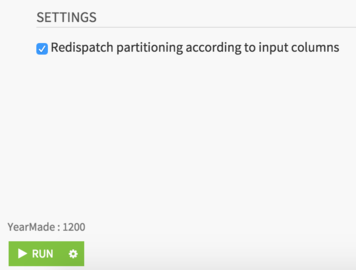 SETTINGS
Redispatch partitioning according to input columns
YearMade : 1200
RUN